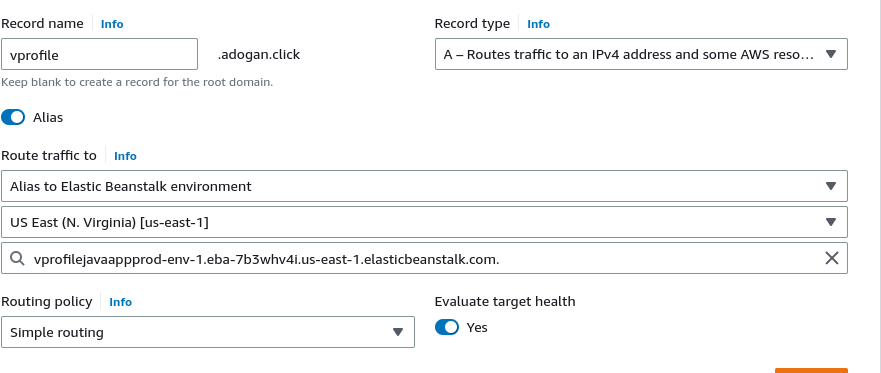 Record name Info
Record type Info
vprofile .adogan.click
A – Routes traffic to an IPv4 address and some AWS reso...
Keep blank to create a record for the root domain.
Alias
Route traffic to Info
Alias to Elastic Beanstalk environment
US East (N. Virginia) [us-east-1]
vprofilejavaappprod-env-1.eba-7b3whv4i.us-east-1.elasticbeanstalk.com.
Routing policy Info
Evaluate target health
Simple routing
Yes